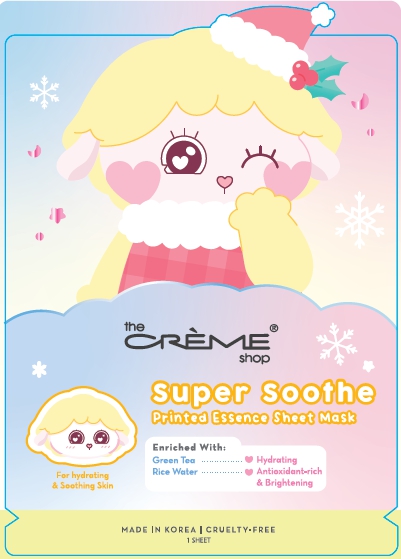 the
CRÈME®
shop
Super Soothe
Printed Essence Sheet Mask
Enriched With:
Green Tea .............. Hydrating
Rice Water .............. Antioxidant-rich
& Brightening
For hydrating
& Soothing Skin
MADE IN KOREA | CRUELTY•FREE
1 SHEET